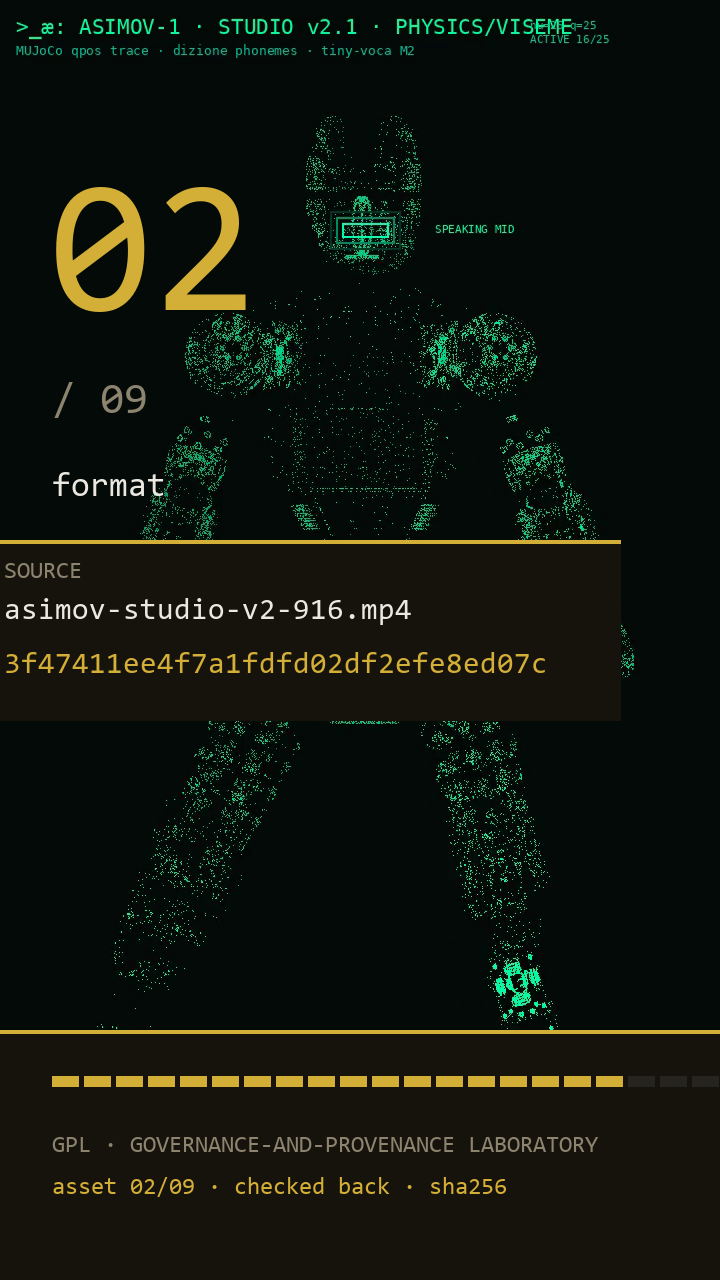 >_æ: ASIMOV-1 · STUDIO v2.1 · PHYSICS/VISEME
q=25
MUJoCo qpos trace · dizione phonemes · tiny-voca M2
ACTIVE 16/25
02
SPEAKING MID
/ 09
format
SOURCE
asimov-studio-v2-916.mp4
3f47411ee4f7a1fdfd02df2efe8ed07c
GPL · GOVERNANCE-AND-PROVENANCE LABORATORY
asset 02/09 · checked back · sha256